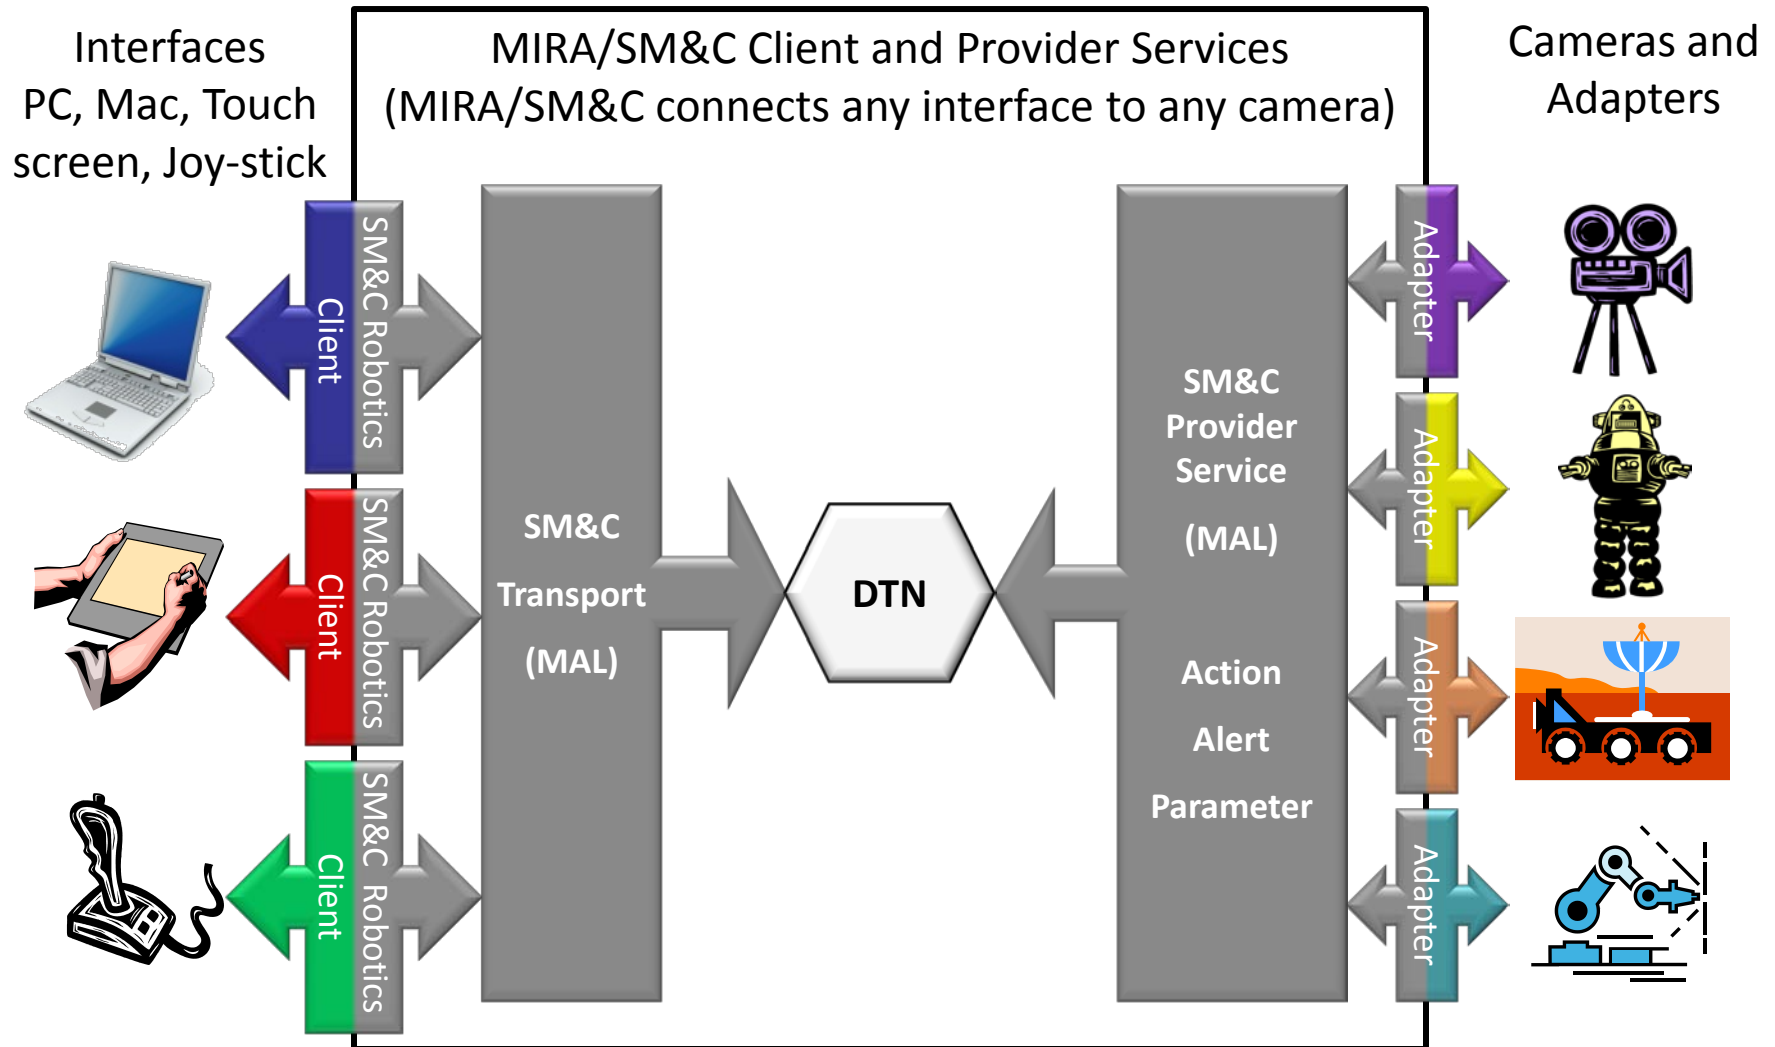 Interfaces
PC, Mac, Touch
screen, Joy-stick
MIRA/SM&C Client and Provider Services
(MIRA/SM&C connects any interface to any camera)
Cameras and
Adapters
Client
SM&C Robotics
Client
SM&C Robotics
Client
SM&C Robotics
SM&C
Transport
(MAL)
DTN
SM&C
Provider
Service
(MAL)
Action
Alert
Parameter
Adapter
Adapter
Adapter
Adapter